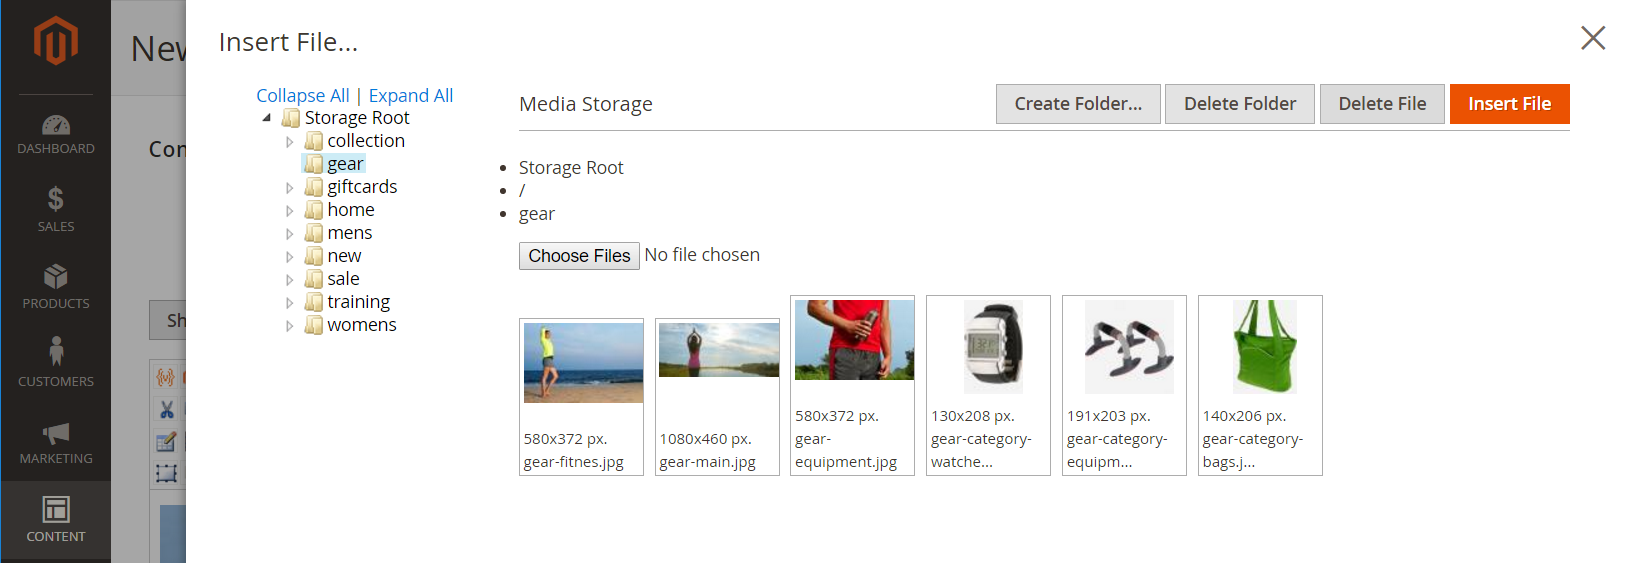 New
Insert File...
Collapse All | Expand All
Storage Root
collection
gear
giftcards
home
mens
new
sale
training
womens
Media Storage
Create Folder...
Delete Folder
Delete File
Insert File
Storage Root
/
gear
Choose Files No file chosen
580x372 px.
gear-fitnes.jpg
1080x460 px.
gear-main.jpg
580x372 px.
gear-
equipment.jpg
130x208 px.
gear-category-
watche...
191x203 px.
gear-category-
equipm...
140x206 px.
gear-category-
bags.j...
DASHBOARD
$
SALES
PRODUCTS
CUSTOMERS
MARKETING
CONTENT
Con
Sh